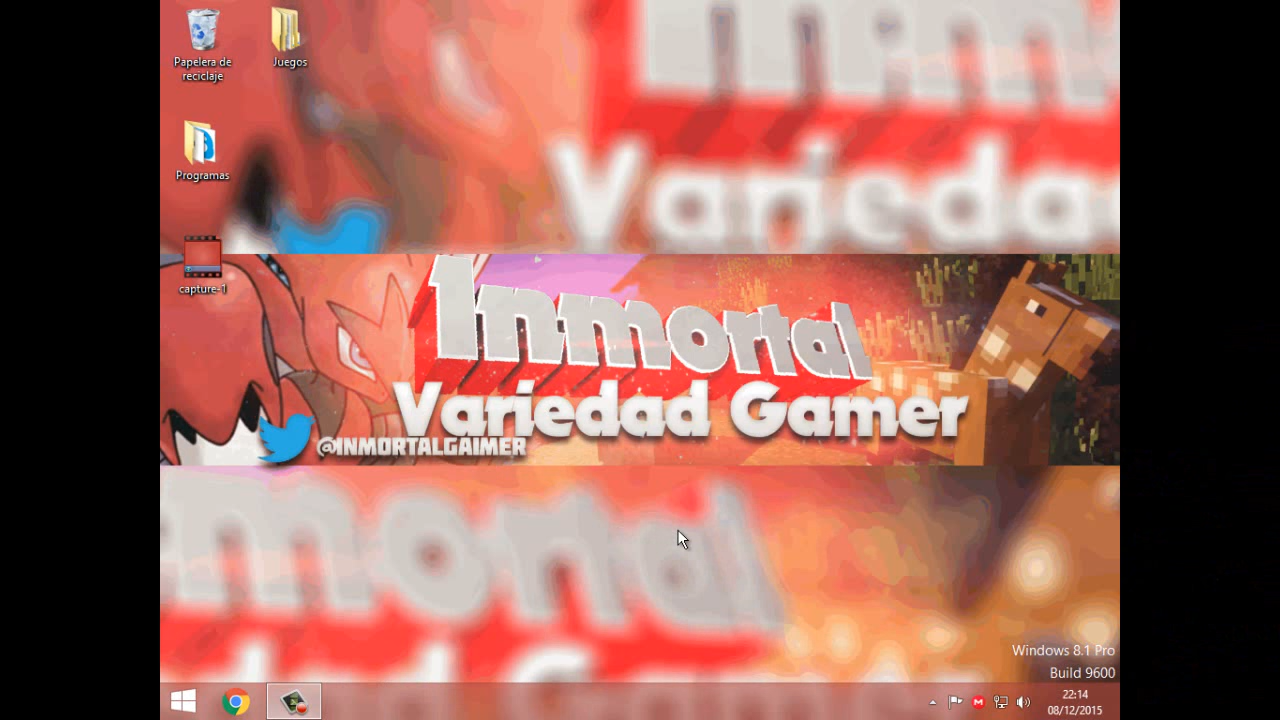 Papelera de
reciclaje
Juegos
Programas
capture-1
Inmortal
Variedad Gamer
@INMORTALGAIMER
Windows 8.1 Pro
Build 9600
22:14
08/12/2015